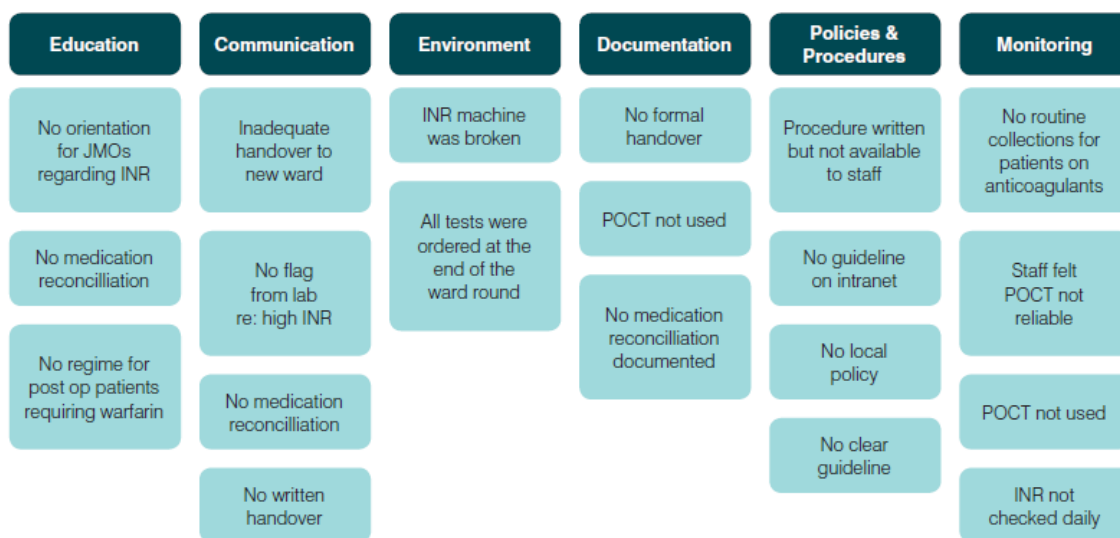 Education
No orientation
for JMOs
regarding INR
No medication
reconcilliation
No regime for
post op patients
requiring warfarin
Communication
Inadequate
handover to
new ward
No flag
from lab
re: high INR
No medication
reconcilliation
No written
handover
Environment
INR machine
was broken
All tests were
ordered at the
end of the
ward round
Documentation
No formal
handover
POCT not used
No medication
reconcilliation
documented
Policies &
Procedures
Procedure written
but not available
to staff
No guideline
on intranet
No local
policy
No clear
guideline
Monitoring
No routine
collections for
patients on
anticoagulants
Staff felt
POCT not
reliable
POCT not used
INR not
checked daily